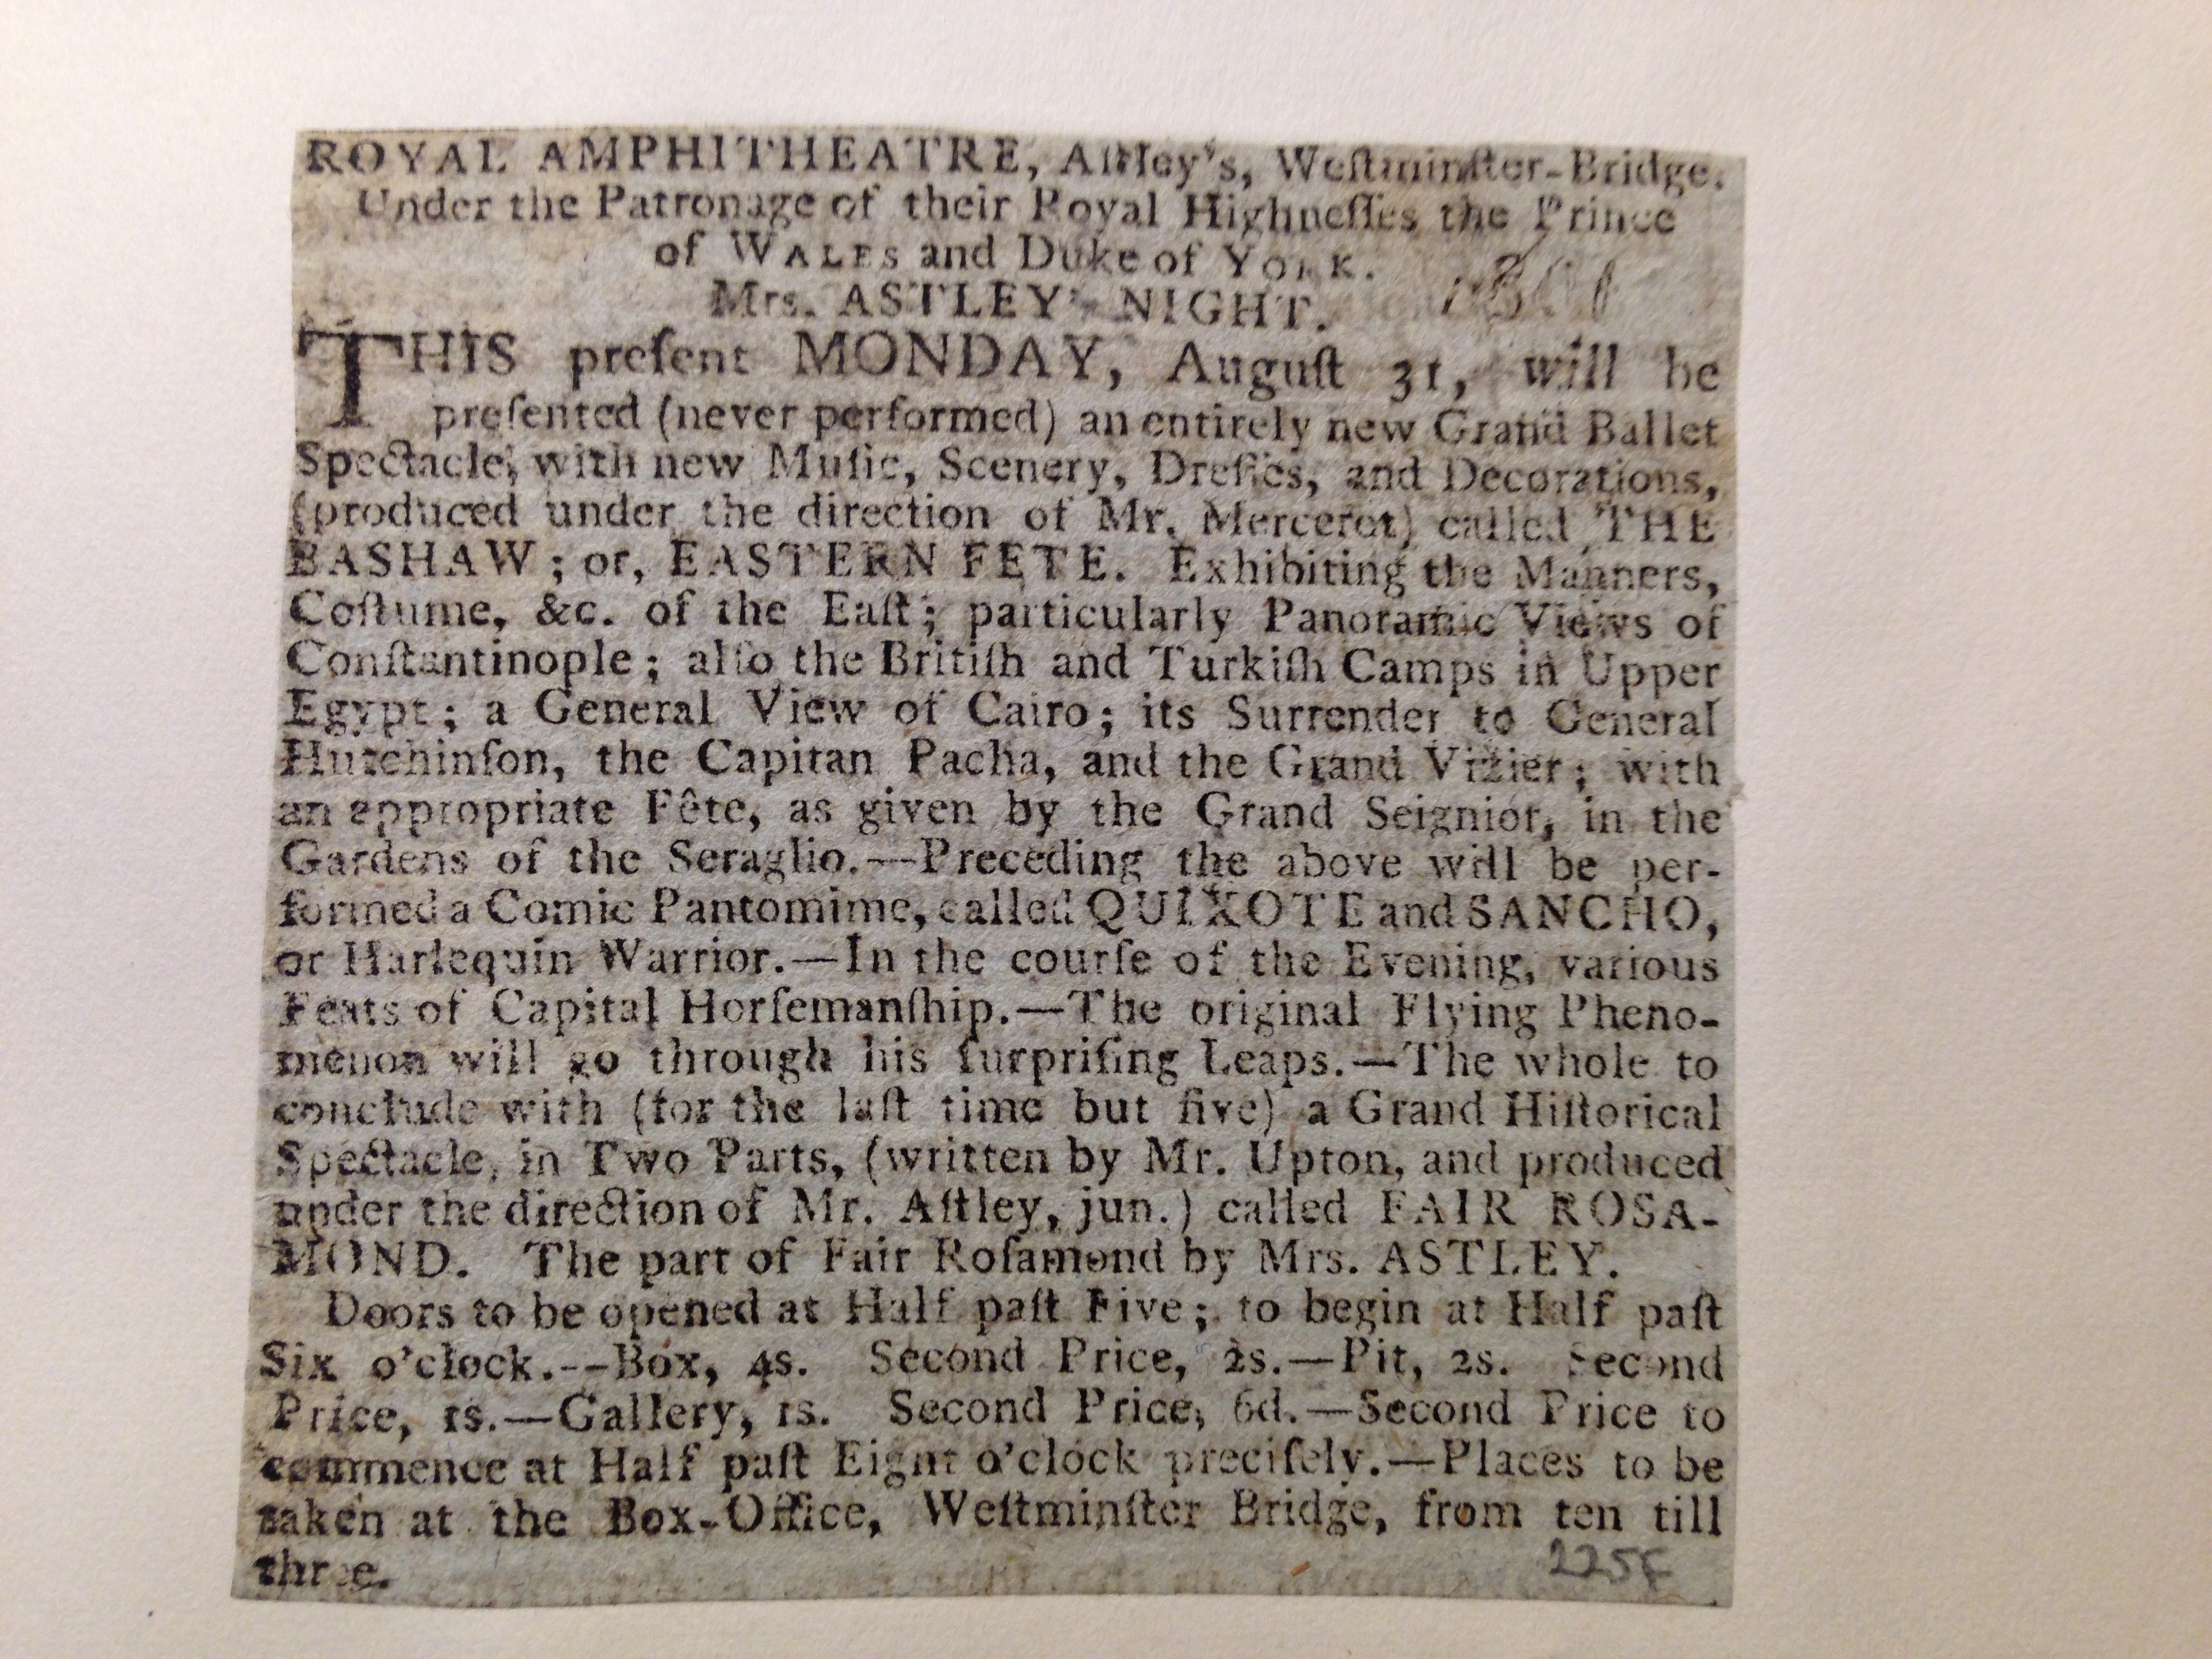 ROYAL AMPHITHEATRE, Aſtley's, Weſtminſter-Bridge.
Under the Patronage of their Royal Highneſſes the Prince
of WALES and Duke of YORK.
Mrs. ASTLEY's NIGHT.
1801
THIS preſent MONDAY, Auguſt 31, will be
preſented (never performed) an entirely new Grand Ballet
Spectacle, with new Muſic, Scenery, Dreſſes, and Decorations,
(produced under the direction of Mr. Mercerot) called THE
BASHAW; or, EASTERN FETE. Exhibiting the Manners,
Coſtume, &c. of the Eaſt; particularly Panoramic Views of
Conſtantinople; alſo the Britiſh and Turkiſh Camps in Upper
Egypt; a General View of Cairo; its Surrender to General
Hutchinſon, the Capitan Pacha, and the Grand Vizier; with
an appropriate Fête, as given by the Grand Seignior, in the
Gardens of the Seraglio.—Preceding the above will be per-
formed a Comic Pantomime, called QUIXOTE and SANCHO,
or Harlequin Warrior.—In the courſe of the Evening, various
Feats of Capital Horſemanſhip.—The original Flying Pheno-
menon will go through his ſurpriſing Leaps.—The whole to
conclude with (for the laſt time but five) a Grand Hiſtorical
Spectacle, in Two Parts, (written by Mr. Upton, and produced
under the direction of Mr. Aſtley, jun.) called FAIR ROSA-
MOND. The part of Fair Roſamond by Mrs. ASTLEY.
Doors to be opened at Half paſt Five; to begin at Half paſt
Six o'clock.--Box, 4s. Second Price, 2s.—Pit, 2s. Second
Price, 1s.—Gallery, 1s. Second Price, 6d.—Second Price to
commence at Half paſt Eight o'clock preciſely.—Places to be
taken at the Box-Office, Weſtminſter Bridge, from ten till
three.